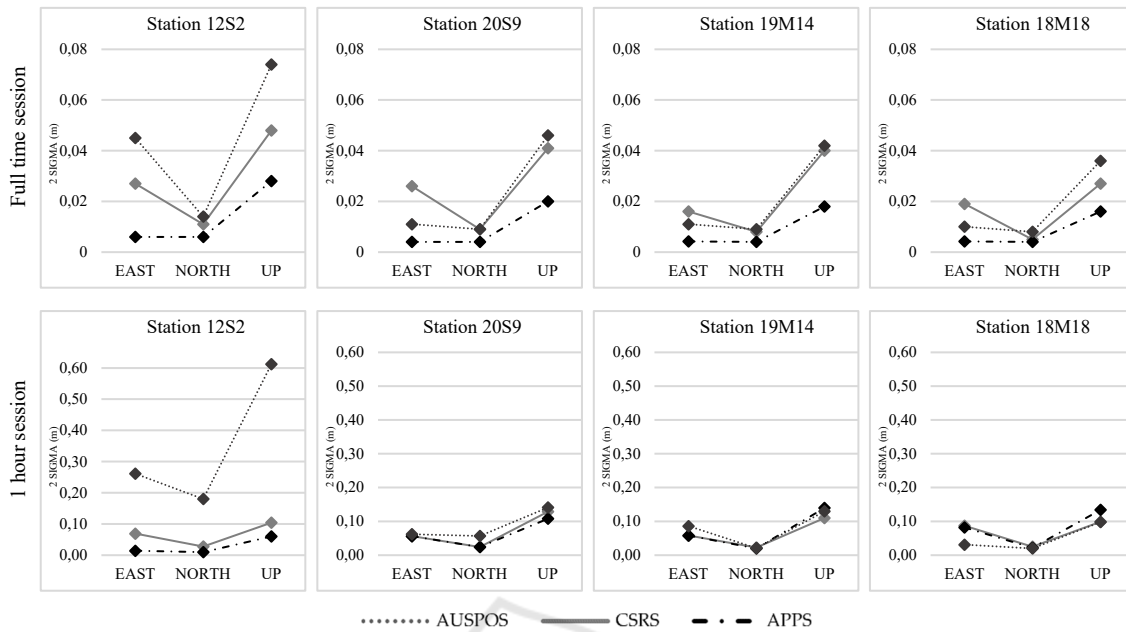 Full time session
Station 12S2
0,08
0,06
0,04
0,02
0
2 SIGMA (m)
EAST NORTH UP
Station 20S9
0,08
0,06
0,04
0,02
0
2 SIGMA (m)
EAST NORTH UP
Station 19M14
0,08
0,06
0,04
0,02
0
2 SIGMA (m)
EAST NORTH UP
Station 18M18
0,08
0,06
0,04
0,02
0
2 SIGMA (m)
EAST NORTH UP
1 hour session
Station 12S2
0,60
0,50
0,40
0,30
0,20
0,10
0,00
2 SIGMA (m)
EAST NORTH UP
Station 20S9
0,60
0,50
0,40
0,30
0,20
0,10
0,00
2 SIGMA (m)
EAST NORTH UP
Station 19M14
0,60
0,50
0,40
0,30
0,20
0,10
0,00
2 SIGMA (m)
EAST NORTH UP
Station 18M18
0,60
0,50
0,40
0,30
0,20
0,10
0,00
2 SIGMA (m)
EAST NORTH UP
AUSPOS CSRS APPS